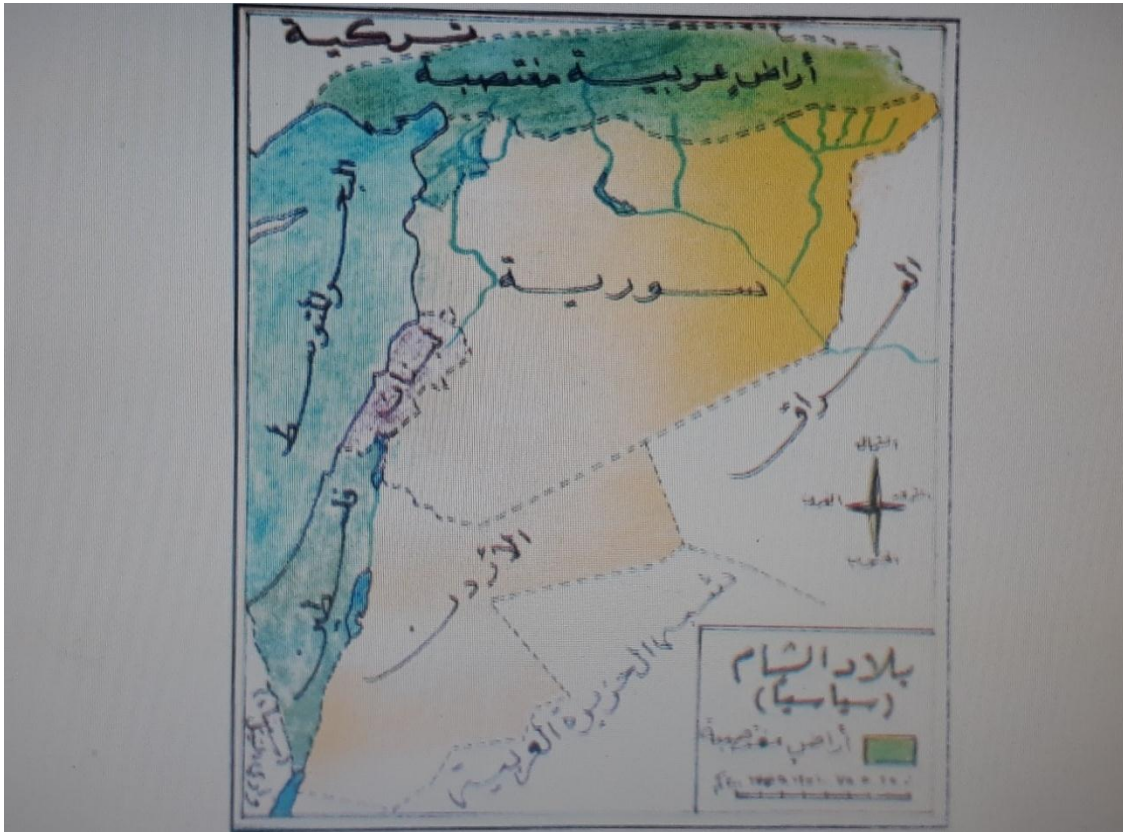 تركية
أراضٍ عربية مغتصبة
البحر المتوسط
سورية
لبنان
العراق
فلسطين
الأردن
شبه الجزيرة العربية
الشمال
الشرق
الغرب
الجنوب
بلاد الشام
(سياسياً)
أراضٍ مغتصبة